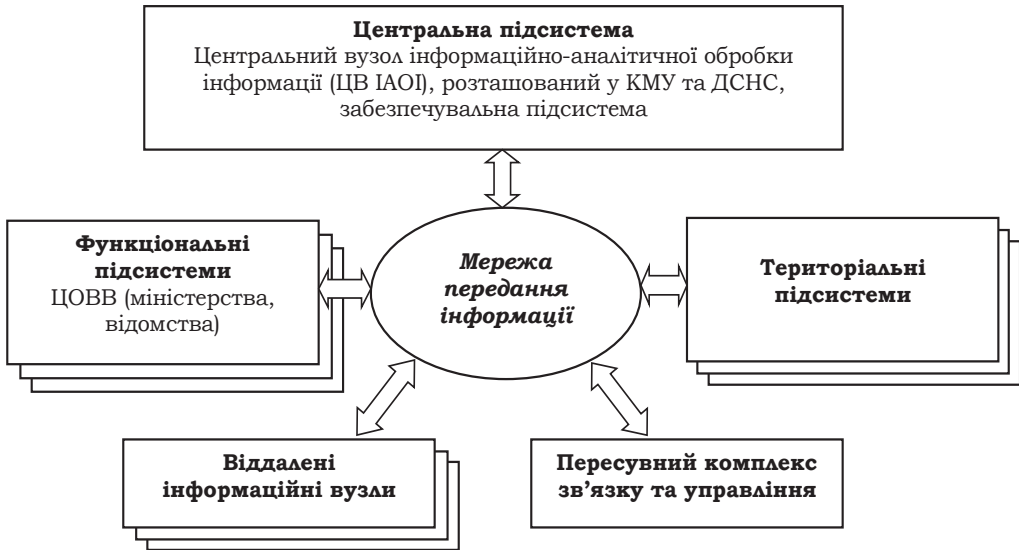 Центральна підсистема
Центральний вузол інформаційно-аналітичної обробки
інформації (ЦВ ІАОІ), розташований у КМУ та ДСНС,
забезпечувальна підсистема
Функціональні
підсистеми
ЦОВВ (міністерства,
відомства)
Мережа
передання
інформації
Територіальні
підсистеми
Віддалені
інформаційні вузли
Пересувний комплекс
зв'язку та управління